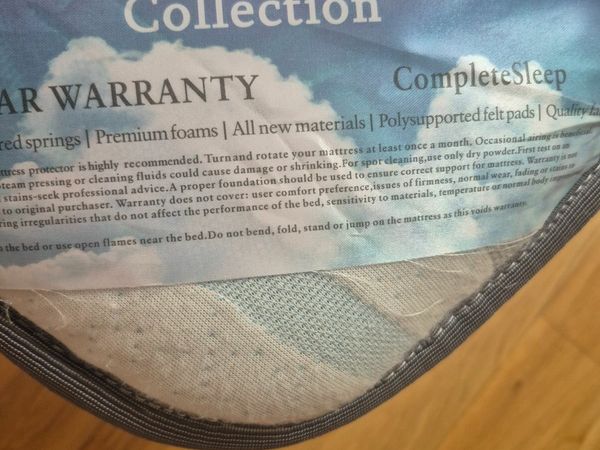 Collection
AR WARRANTY
CompleteSleep
red springs | Premium foams | All new materials | Polysupported felt pads | Quality fa
ttress protector is highly recommended. Turn and rotate your mattress at least once a month. Occasional airing is beneficial.
team pressing or cleaning fluids could cause damage or shrinking.For spot cleaning,use only dry powder.First test on
stains-seek professional advice.A proper foundation should be used to ensure correct support for mattress. Warranty is non
to original purchaser. Warranty does not cover: user comfort preference,issues of firmness, normal wear, fading or stains to
ring irregularities that do not affect the performance of the bed, sensitivity to materials, temperature or normal body impressions
n the bed or use open flames near the bed.Do not bend, fold, stand or jump on the mattress as this voids warranty.